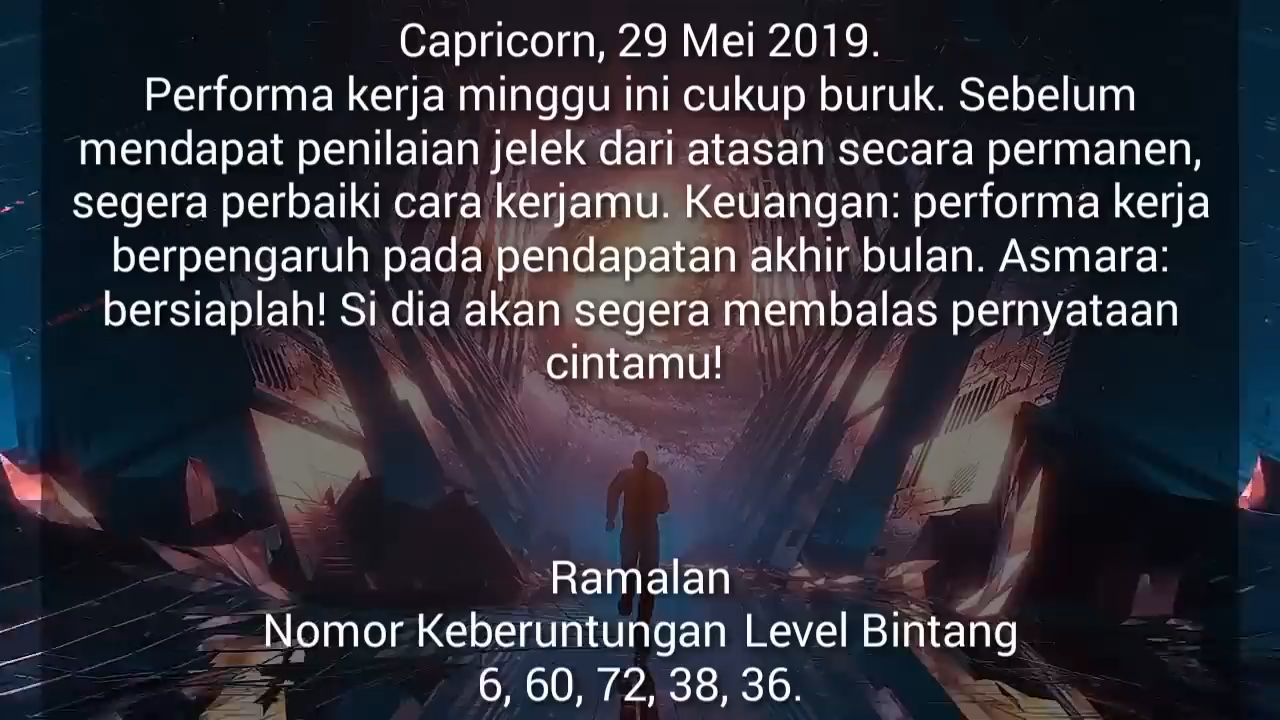 Capricorn, 29 Mei 2019.
Performa kerja minggu ini cukup buruk. Sebelum
mendapat penilaian jelek dari atasan secara permanen,
segera perbaiki cara kerjamu. Keuangan: performa kerja
berpengaruh pada pendapatan akhir bulan. Asmara:
bersiaplah! Si dia akan segera membalas pernyataan
cintamu!
Ramalan
Nomor Keberuntungan Level Bintang
6, 60, 72, 38, 36.